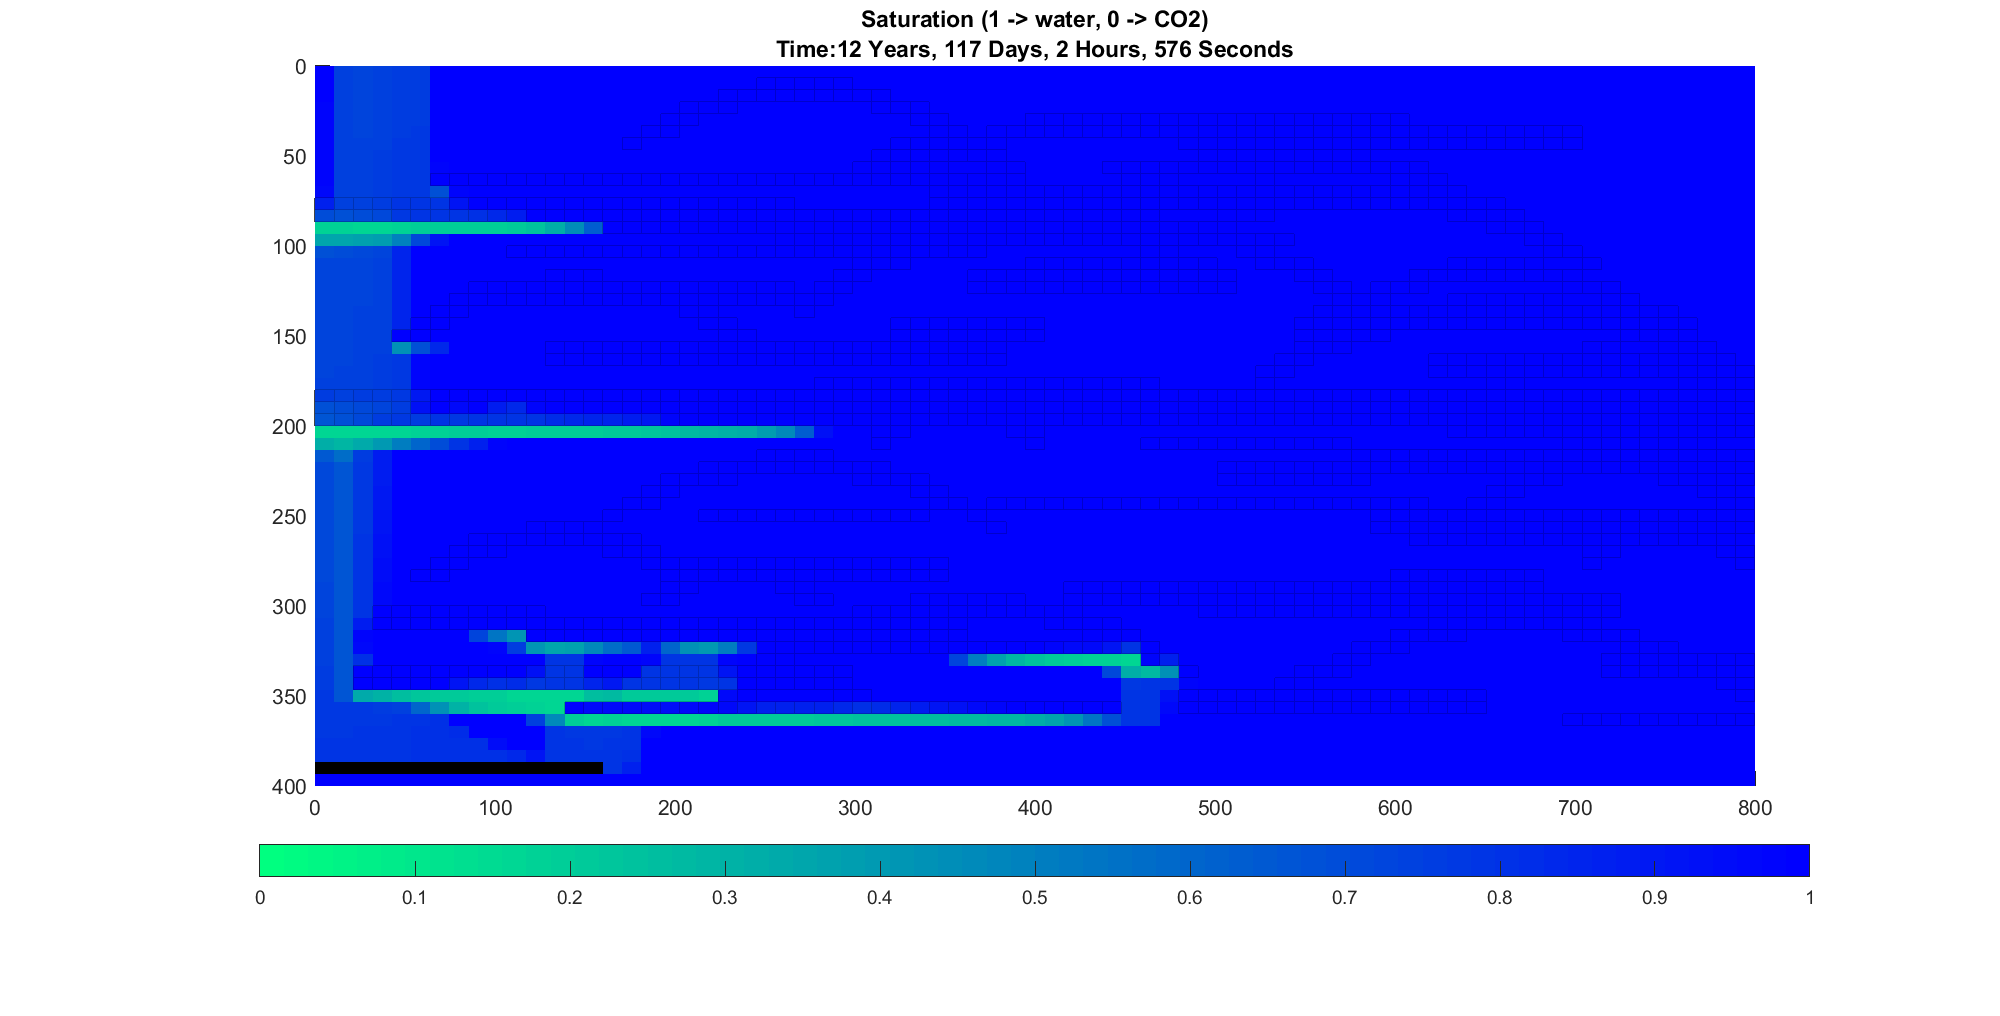 Saturation (1 -> water, 0 -> CO2)
Time:12 Years, 117 Days, 2 Hours, 576 Seconds
0
50
100
150
200
250
300
350
400
0 100 200 300 400 500 600 700 800
0 0.1 0.2 0.3 0.4 0.5 0.6 0.7 0.8 0.9 1